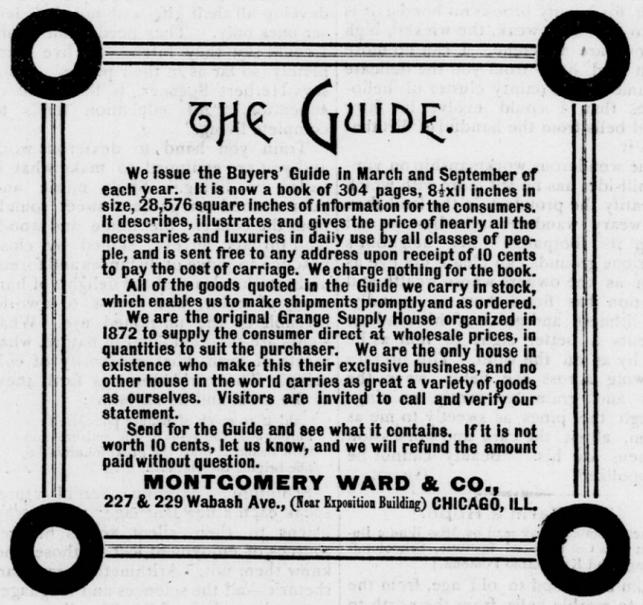 THE GUIDE.
We issue the Buyers' Guide in March and September of
each year. It is now a book of 304 pages, 8½x11 inches in
size, 28,576 square inches of information for the consumers.
It describes, illustrates and gives the price of nearly all the
necessaries and luxuries in daily use by all classes of peo-
ple, and is sent free to any address upon receipt of 10 cents
to pay the cost of carriage. We charge nothing for the book.
All of the goods quoted in the Guide we carry in stock,
which enables us to make shipments promptly and as ordered.
We are the original Grange Supply House organized in
1872 to supply the consumer direct at wholesale prices, in
quantities to suit the purchaser. We are the only house in
existence who make this their exclusive business, and no
other house in the world carries as great a variety of goods
as ourselves. Visitors are invited to call and verify our
statement.
Send for the Guide and see what it contains. If it is not
worth 10 cents, let us know, and we will refund the amount
paid without question.
MONTGOMERY WARD & CO.,
227 & 229 Wabash Ave., (Near Exposition Building) CHICAGO, ILL.